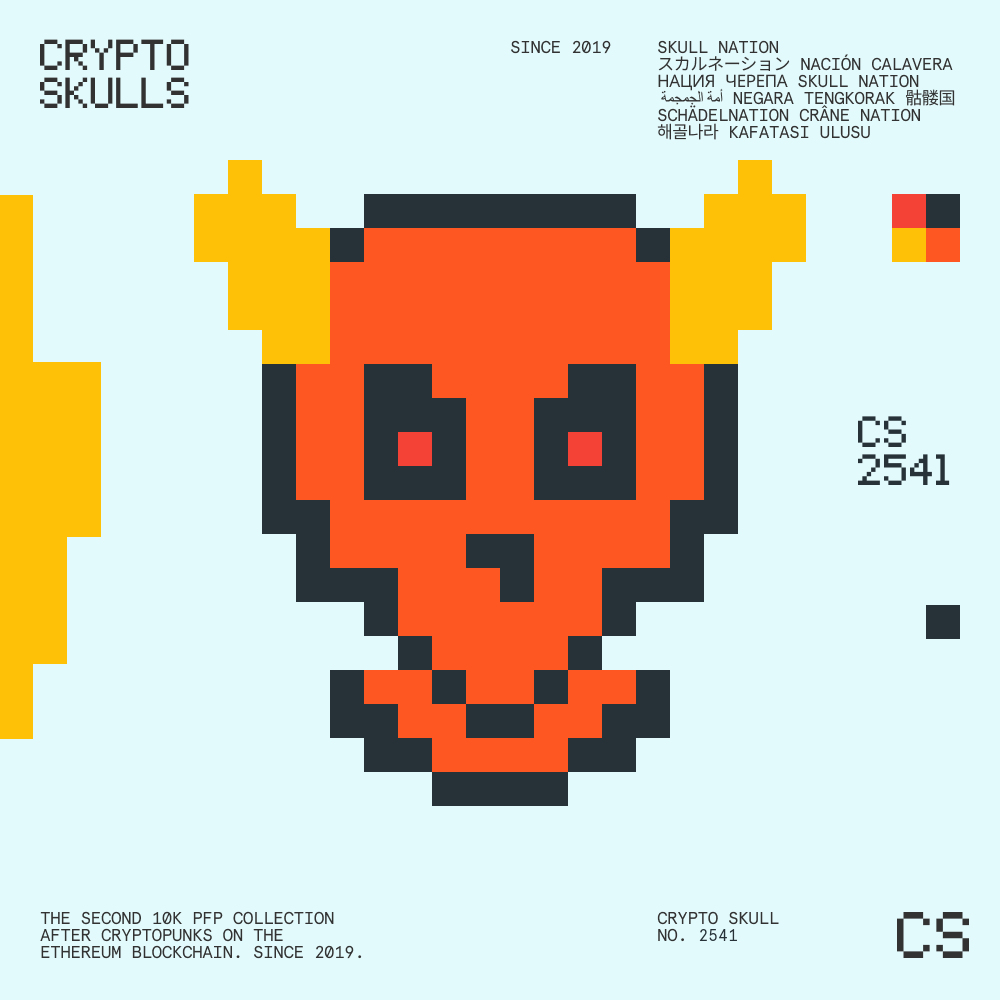 CRYPTO
SKULLS
SINCE 2019
SKULL NATION
スカルネーション NACIÓN CALAVERA
НАЦИЯ ЧЕРЕПА SKULL NATION
أمة الجمجمة NEGARA TENGKORAK 骷髅国
SCHÄDELNATION CRÂNE NATION
해골나라 KAFATASI ULUSU
CS
2541
THE SECOND 10K PFP COLLECTION
AFTER CRYPTOPUNKS ON THE
ETHEREUM BLOCKCHAIN. SINCE 2019.
CRYPTO SKULL
NO. 2541
CS